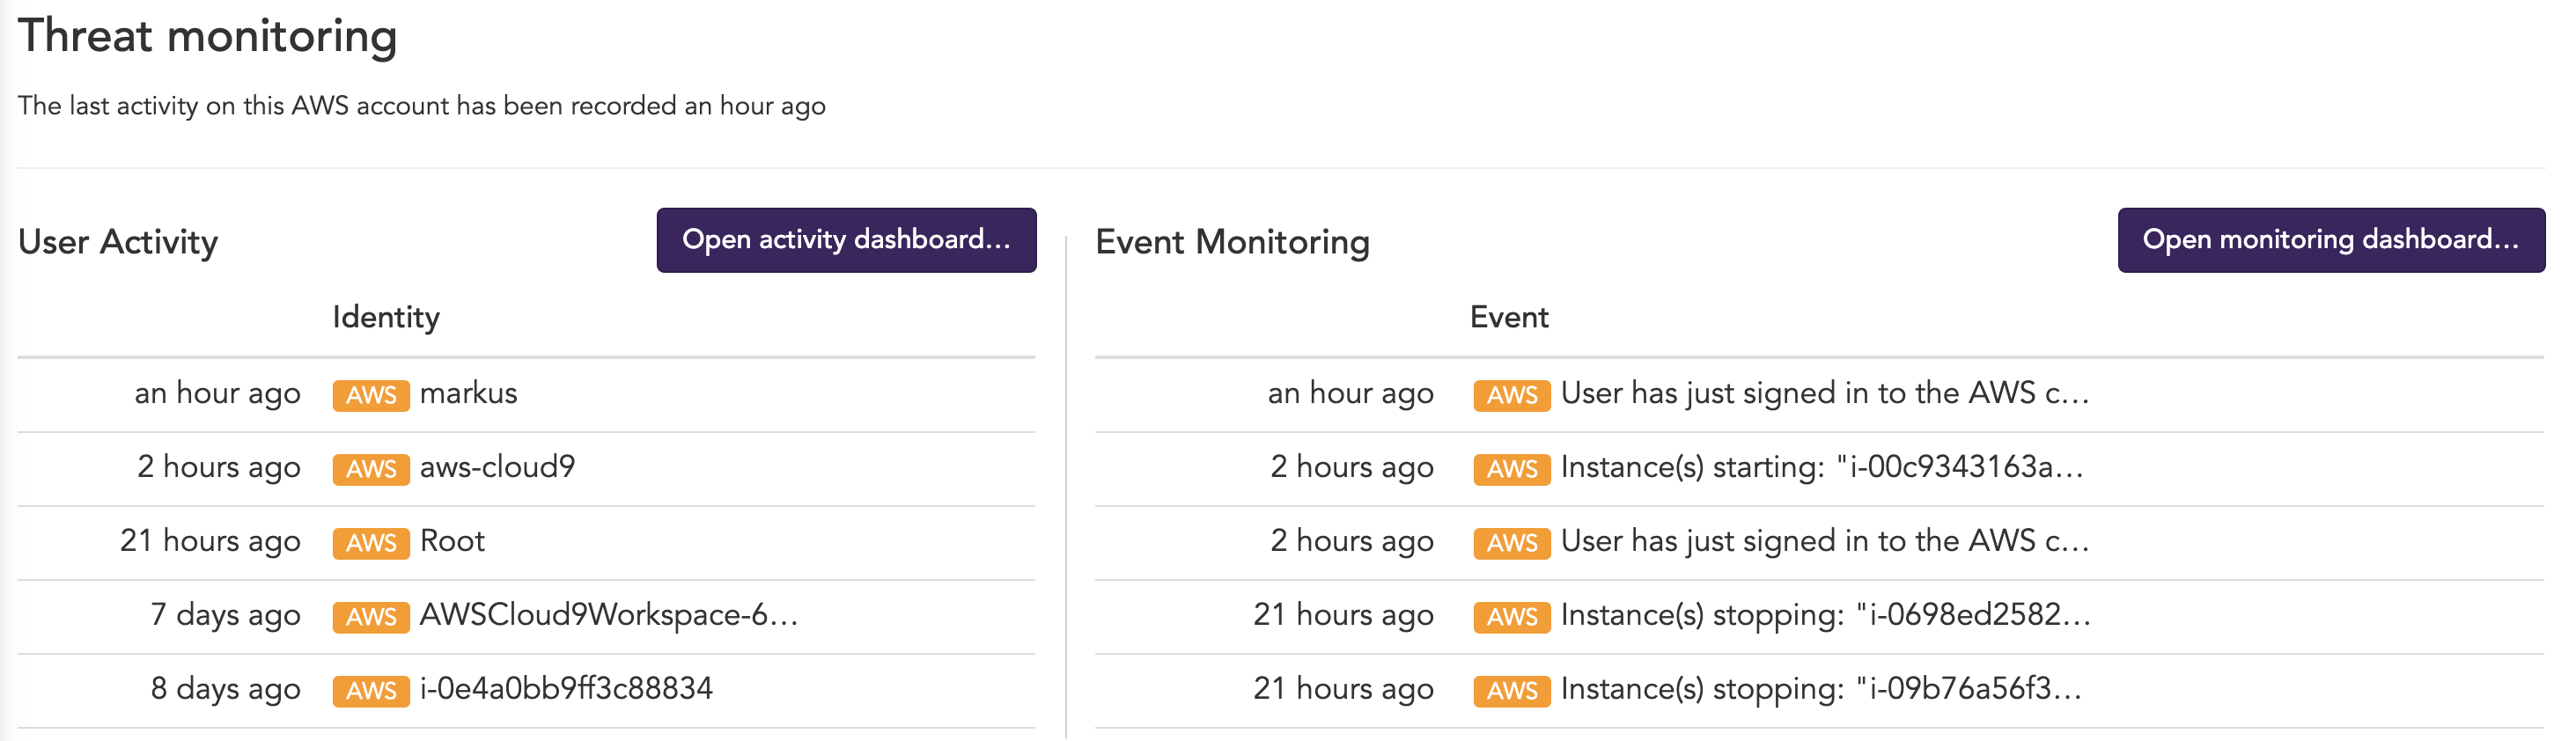 Threat monitoring
The last activity on this AWS account has been recorded an hour ago
User Activity
Open activity dashboard...
Identity
an hour ago AWS markus
2 hours ago AWS aws-cloud9
21 hours ago AWS Root
7 days ago AWS AWSCloud9Workspace-6...
8 days ago AWS i-0e4a0bb9ff3c88834
Event Monitoring
Open monitoring dashboard...
Event
an hour ago AWS User has just signed in to the AWS c...
2 hours ago AWS Instance(s) starting: "i-00c9343163a...
2 hours ago AWS User has just signed in to the AWS c...
21 hours ago AWS Instance(s) stopping: "i-0698ed2582...
21 hours ago AWS Instance(s) stopping: "i-09b76a56f3...